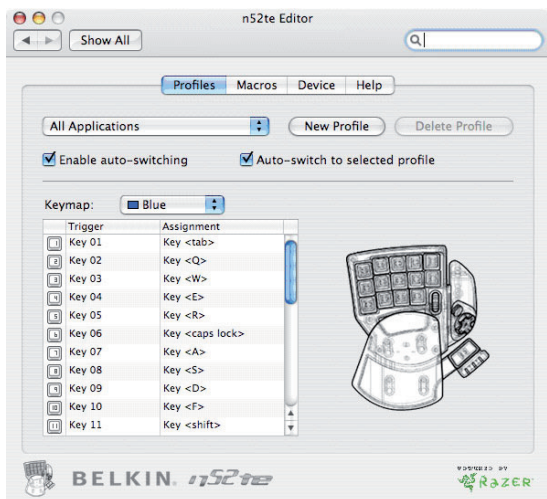 n52te Editor
Show All
Profiles Macros Device Help
All Applications New Profile Delete Profile
Enable auto-switching Auto-switch to selected profile
Keymap: Blue
Trigger Assignment
Key 01 Key <tab>
Key 02 Key <Q>
Key 03 Key <W>
Key 04 Key <E>
Key 05 Key <R>
Key 06 Key <caps lock>
Key 07 Key <A>
Key 08 Key <S>
Key 09 Key <D>
Key 10 Key <F>
Key 11 Key <shift>
POWERED BY
BELKIN. n52te RAZER